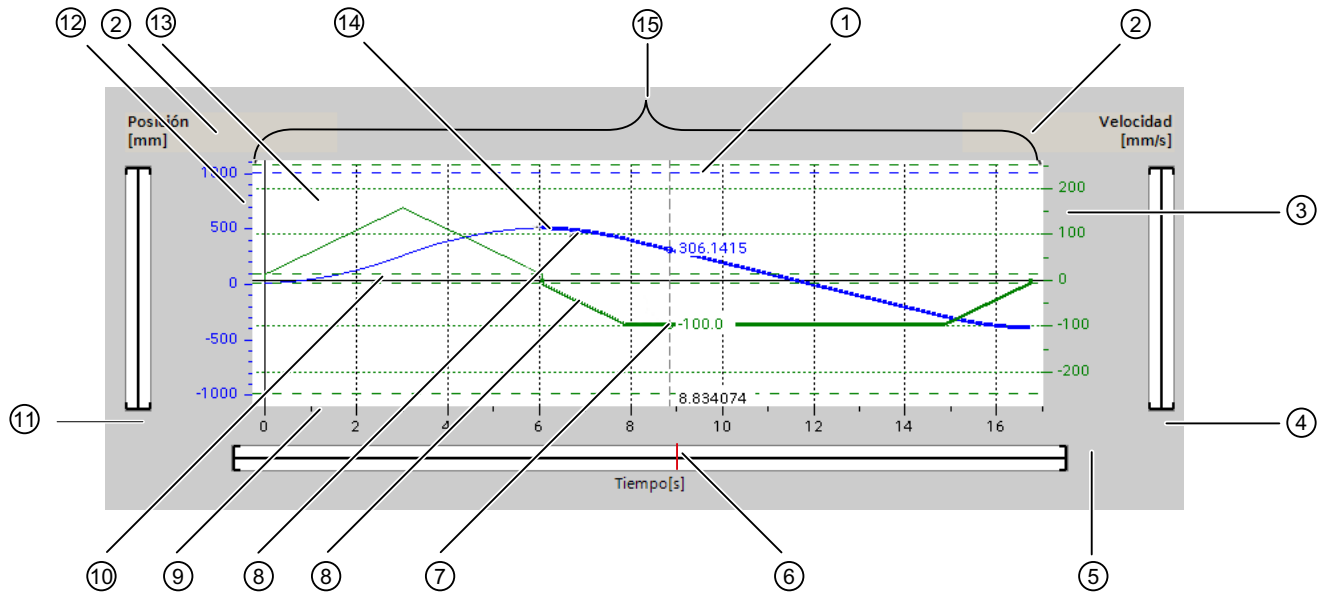 ⑫ ② ⑬ ⑭ ⑮ ① ②
Posición
[mm]
Velocidad
[mm/s]
1000
500
0
-500
-1000
200
100
0
-100
-200
③
306.1415
-100.0
8.834074
0 2 4 6 8 10 12 14 16
⑪ ④
Tiempo[s]
⑩ ⑨ ⑧ ⑧ ⑦ ⑥ ⑤